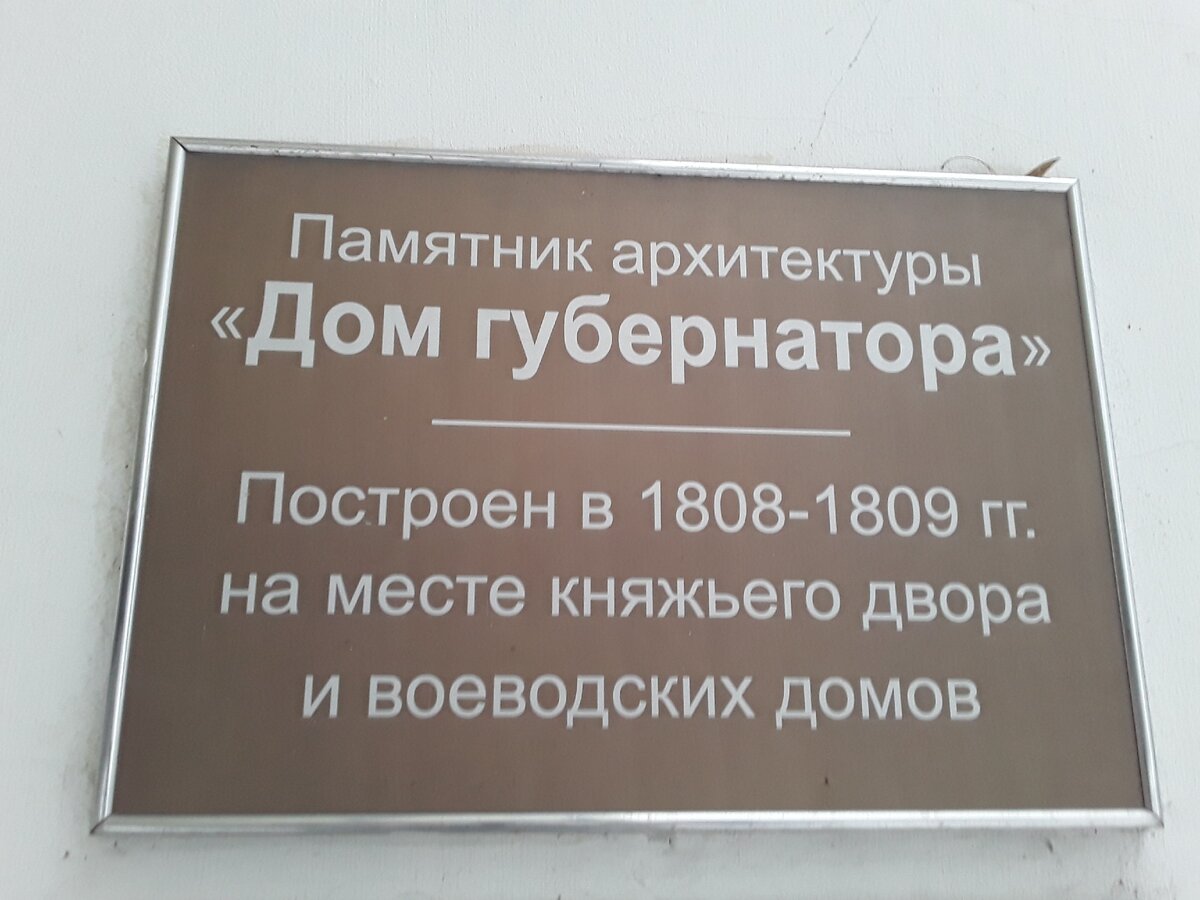 Памятник архитектуры
«Дом губернатора»
Построен в 1808-1809 гг.
на месте княжьего двора
и воеводских домов